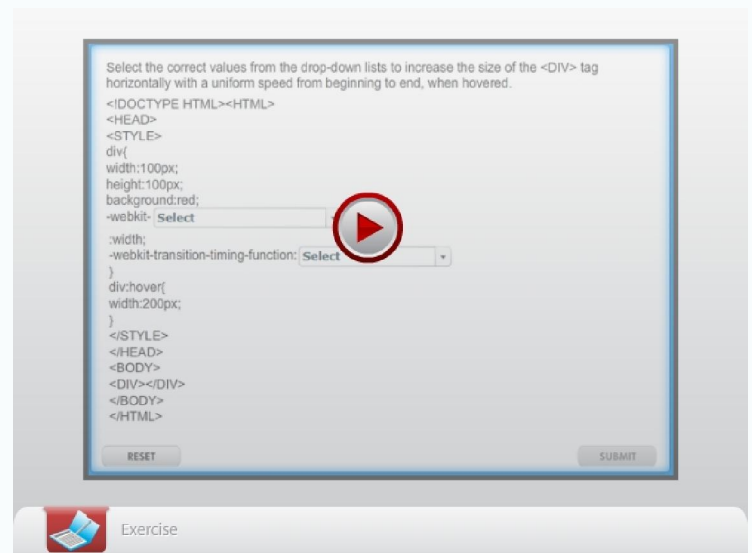 Select the correct values from the drop-down lists to increase the size of the <DIV> tag
horizontally with a uniform speed from beginning to end, when hovered.
<!DOCTYPE HTML><HTML>
<HEAD>
<STYLE>
div{
width:100px;
height:100px;
background:red;
-webkit- Select
:width;
-webkit-transition-timing-function: Select
}
div:hover{
width:200px;
}
</STYLE>
</HEAD>
<BODY>
<DIV></DIV>
</BODY>
</HTML>
RESET SUBMIT
Exercise